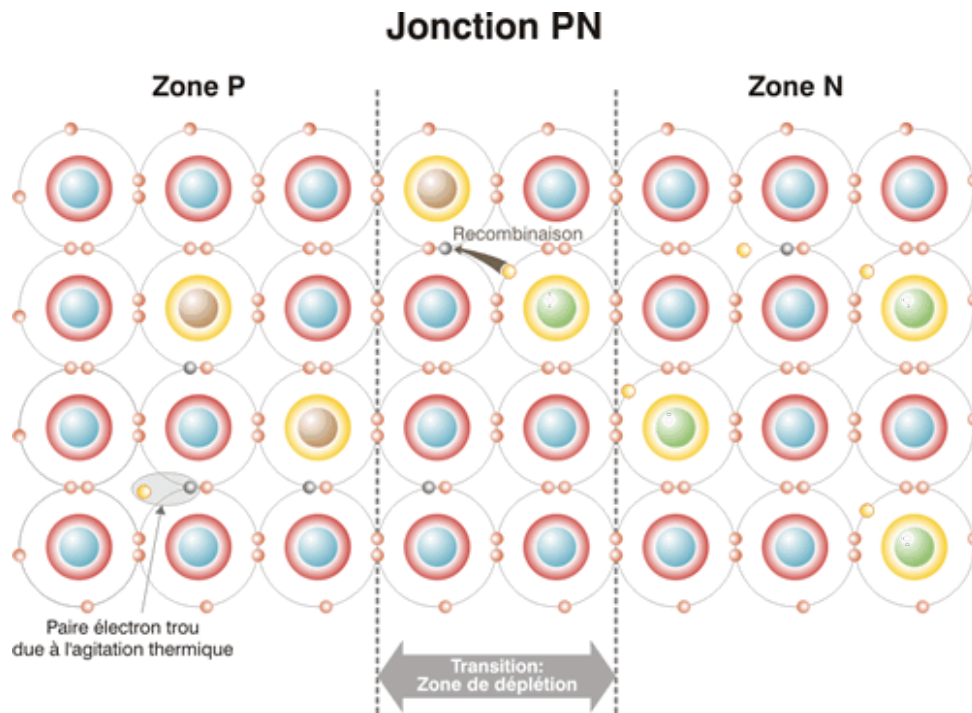 Jonction PN
Zone P
Zone N
Recombinaison
Paire électron trou
due à l'agitation thermique
Transition:
Zone de déplétion